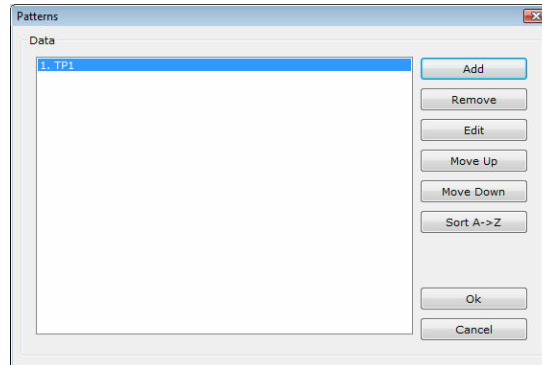 Patterns
Data
1. TP1
Add
Remove
Edit
Move Up
Move Down
Sort A->Z
Ok
Cancel